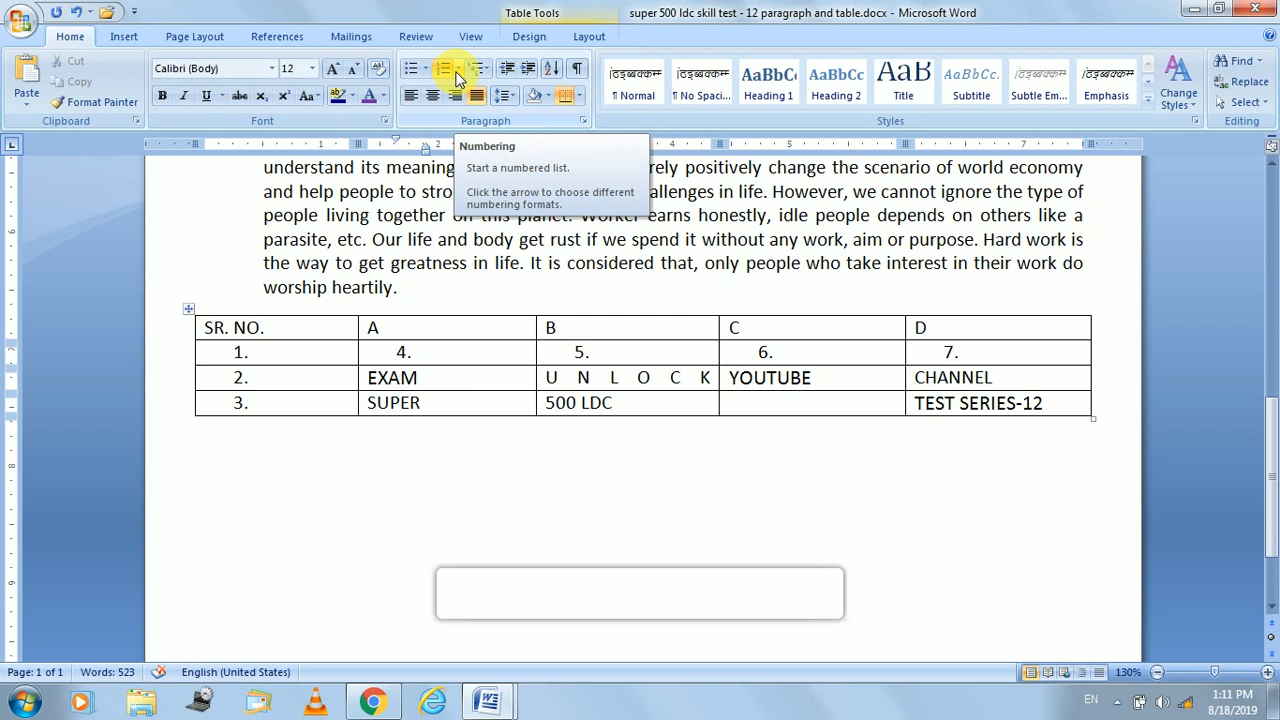 Table Tools
super 500 ldc skill test - 12 paragraph and table.docx - Microsoft Word
Home Insert Page Layout References Mailings Review View Design Layout
Paste
Cut
Copy
Format Painter
Clipboard
Calibri (Body) 12
Font
Paragraph
¶ Normal
¶ No Spaci...
AaBbC
Heading 1
AaBbCc
Heading 2
AaB
Title
AaBbCcl
Subtitle
Subtle Em...
Emphasis
Change Styles
Styles
Find
Replace
Select
Editing
Numbering
Start a numbered list.
Click the arrow to choose different
numbering formats.
understand its meaning rely positively change the scenario of world economy
and help people to stro allenges in life. However, we cannot ignore the type of
people living together on this planet. Worker earns honestly, idle people depends on others like a
parasite, etc. Our life and body get rust if we spend it without any work, aim or purpose. Hard work is
the way to get greatness in life. It is considered that, only people who take interest in their work do
worship heartily.
SR. NO. A B C D
1. 4. 5. 6. 7.
2. EXAM U N L O C K YOUTUBE CHANNEL
3. SUPER 500 LDC TEST SERIES-12
Page: 1 of 1 Words: 523 English (United States) 130%
EN 1:11 PM
8/18/2019